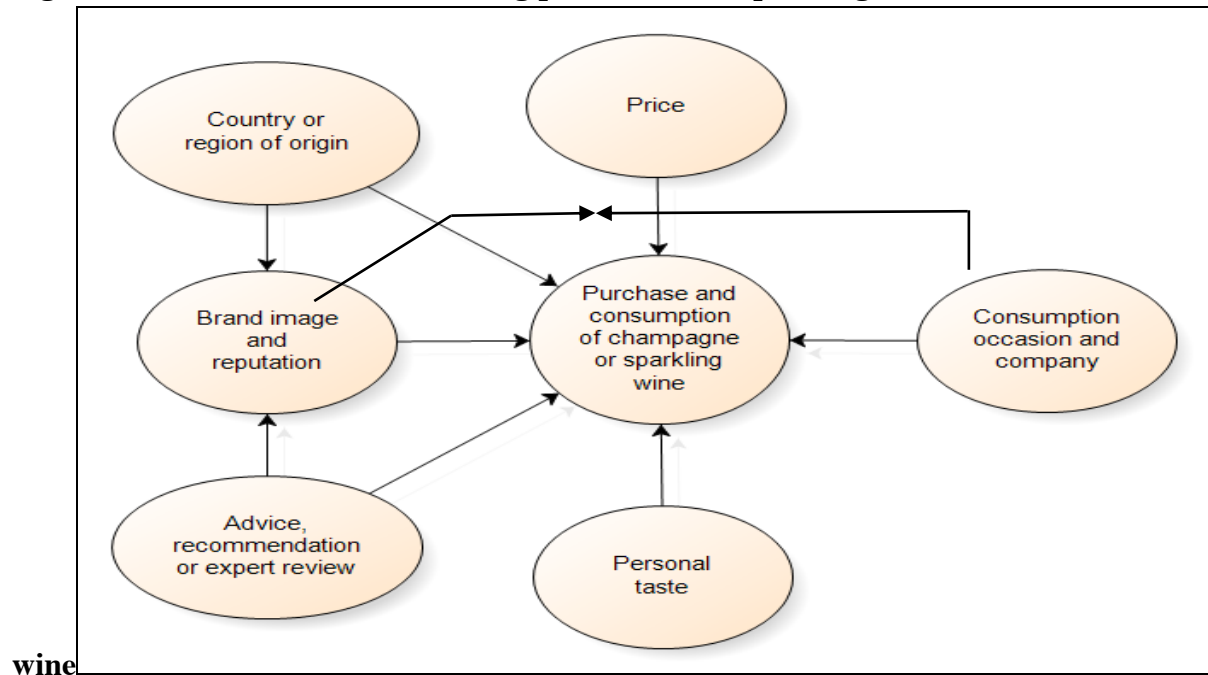 Country or
region of origin
Price
Brand image
and
reputation
Purchase and
consumption
of champagne
or sparkling
wine
Consumption
occasion and
company
Advice,
recommendation
or expert review
Personal
taste
wine